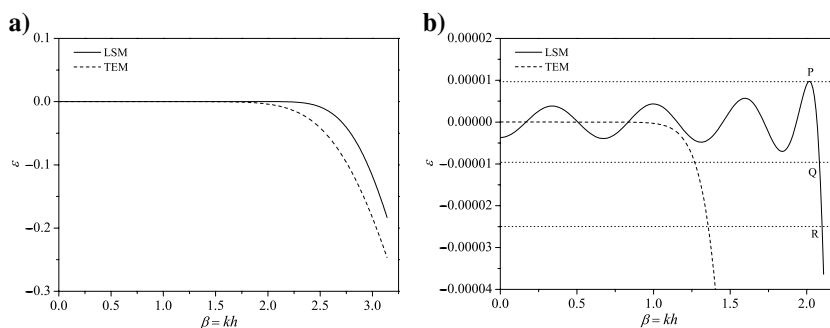 a)
0.1
0.0
−0.1
−0.2
−0.3
ε
LSM
TEM
0.0
0.5
1.0
1.5
2.0
2.5
3.0
β = kh
b)
0.00002
0.00001
0.00000
−0.00001
−0.00002
−0.00003
−0.00004
ε
LSM
TEM
P
Q
R
0.0
0.5
1.0
1.5
2.0
β = kh